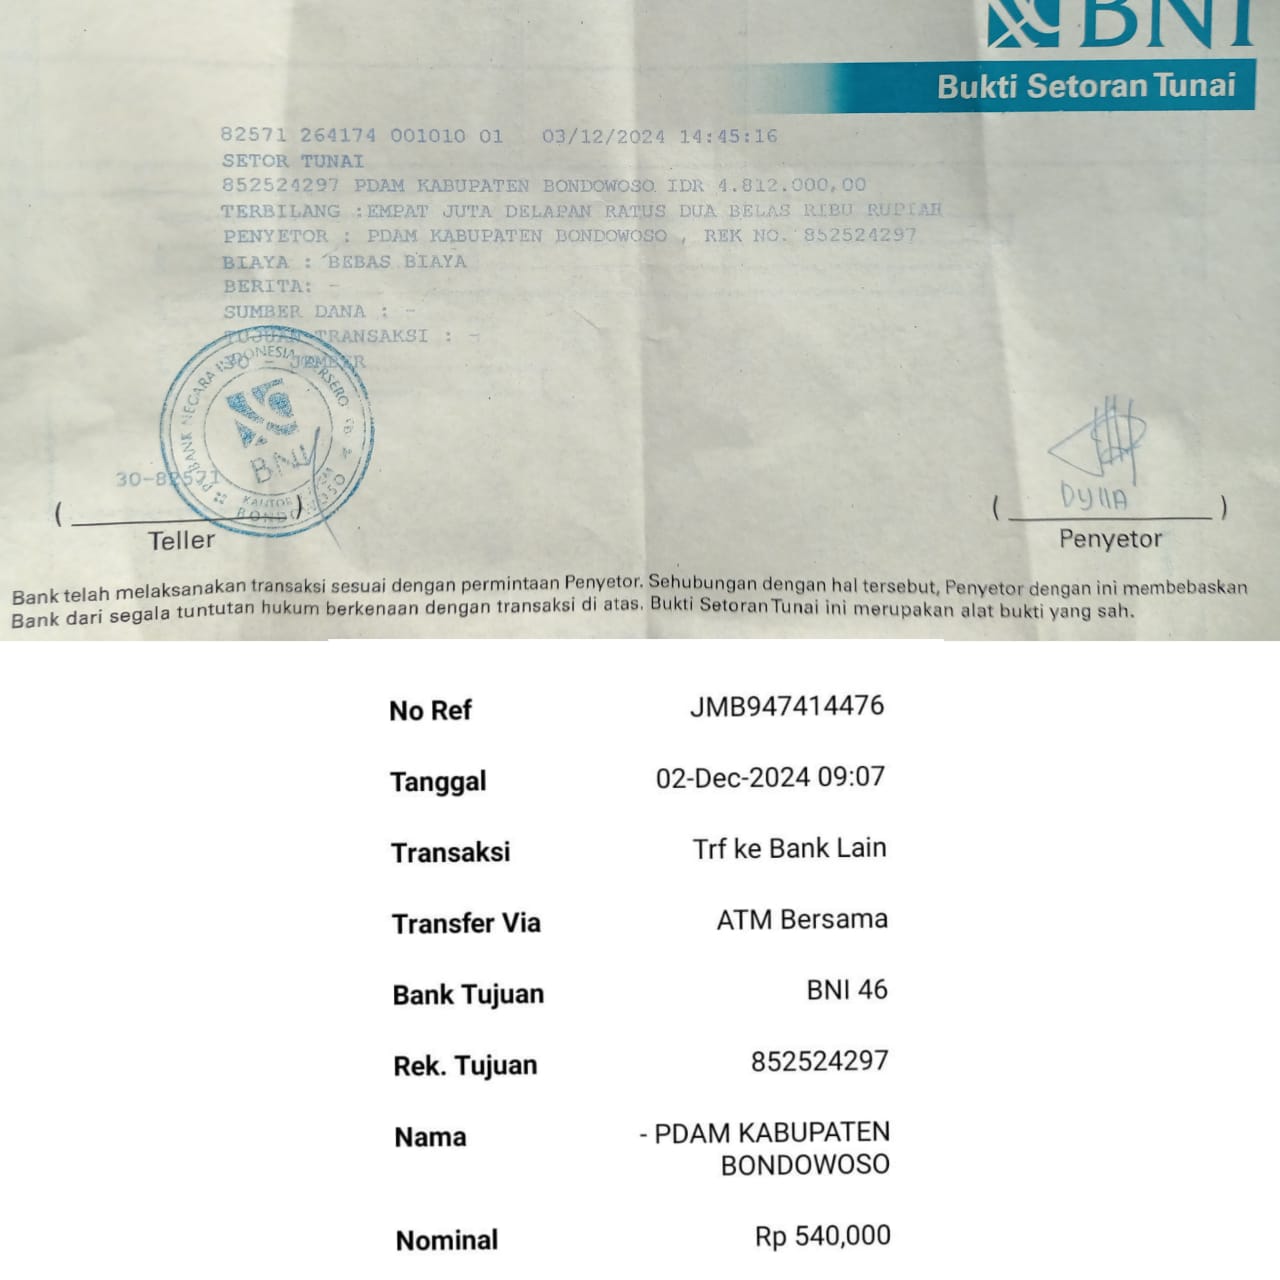 BNI
Bukti Setoran Tunai
82571 264174 001010 01 03/12/2024 14:45:16
SETOR TUNAI
852524297 PDAM KABUPATEN BONDOWOSO IDR 4.812.000,00
TERBILANG :EMPAT JUTA DELAPAN RATUS DUA BELAS RIBU RUPIAH
PENYETOR : PDAM KABUPATEN BONDOWOSO , REK NO. 852524297
BIAYA : BEBAS BIAYA
BERITA: -
SUMBER DANA : -
TUJUAN TRANSAKSI : -
JEMBER
BANK NEGARA INDONESIA PERSERO
BNI
KANTOR
BONDOWOSO
30-82571
( )
Teller
DYLLA
( )
Penyetor
Bank telah melaksanakan transaksi sesuai dengan permintaan Penyetor. Sehubungan dengan hal tersebut, Penyetor dengan ini membebaskan
Bank dari segala tuntutan hukum berkenaan dengan transaksi di atas. Bukti Setoran Tunai ini merupakan alat bukti yang sah.
No Ref JMB947414476
Tanggal 02-Dec-2024 09:07
Transaksi Trf ke Bank Lain
Transfer Via ATM Bersama
Bank Tujuan BNI 46
Rek. Tujuan 852524297
Nama - PDAM KABUPATEN
BONDOWOSO
Nominal Rp 540,000